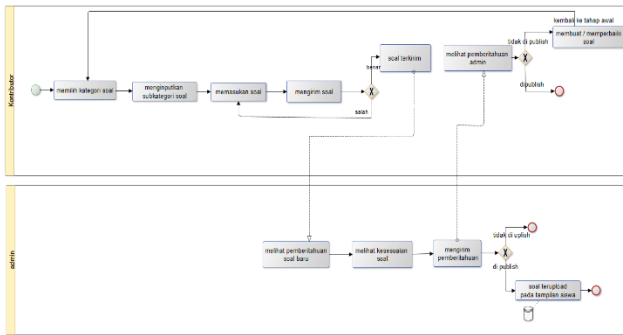 Kontributor
memilih kategori soal
menginputkan
subkategori soal
memasukan soal
mengirim soal
benar
salah
soal terkirim
melihat pemberitahuan
admin
tidak di publish
dipublish
kembali ke tahap awal
membuat / memperbaiki
soal
admin
melihat pemberitahuan
soal baru
melihat kesesuaian
soal
mengirim
pemberitahuan
tidak di uplish
di publish
soal terupload
pada tampilan siswa